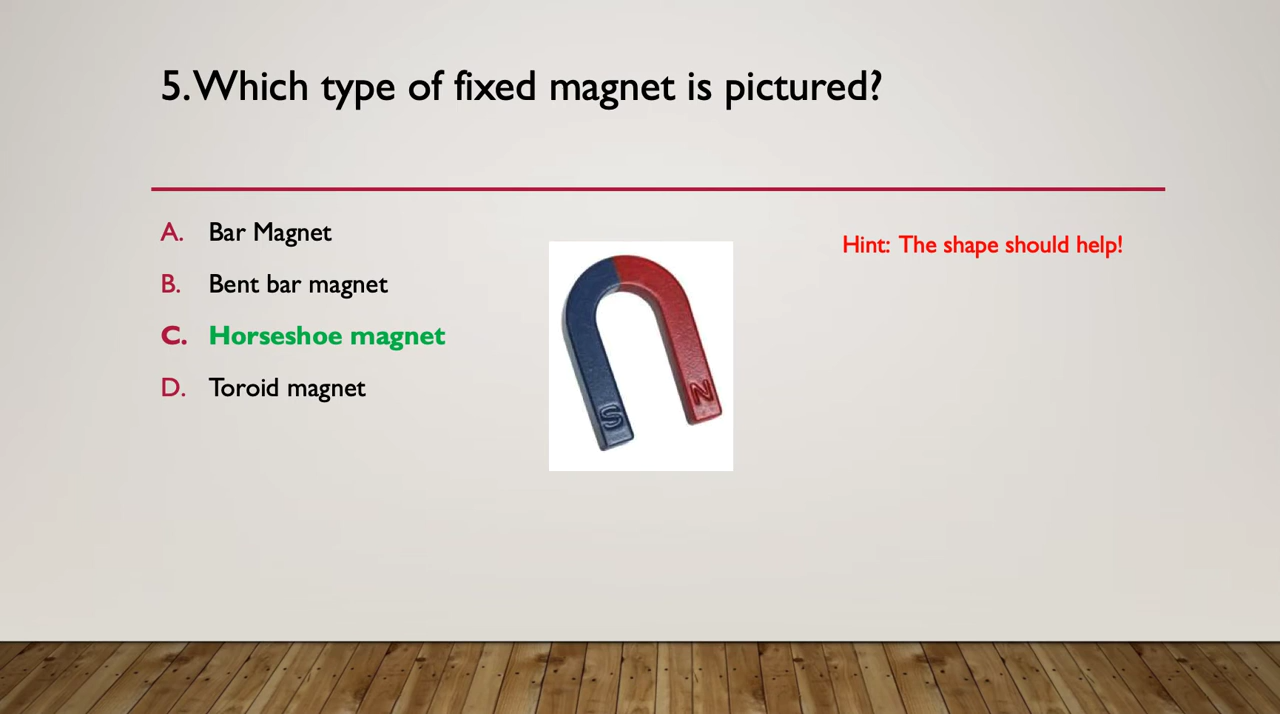 5. Which type of fixed magnet is pictured?
A. Bar Magnet
B. Bent bar magnet
C. Horseshoe magnet
D. Toroid magnet
S
N
Hint: The shape should help!